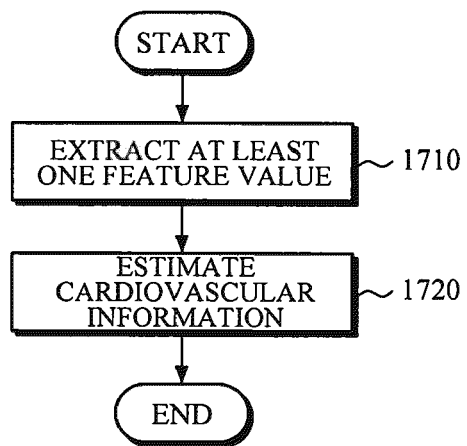 START
EXTRACT AT LEAST
ONE FEATURE VALUE
1710
ESTIMATE
CARDIOVASCULAR
INFORMATION
1720
END